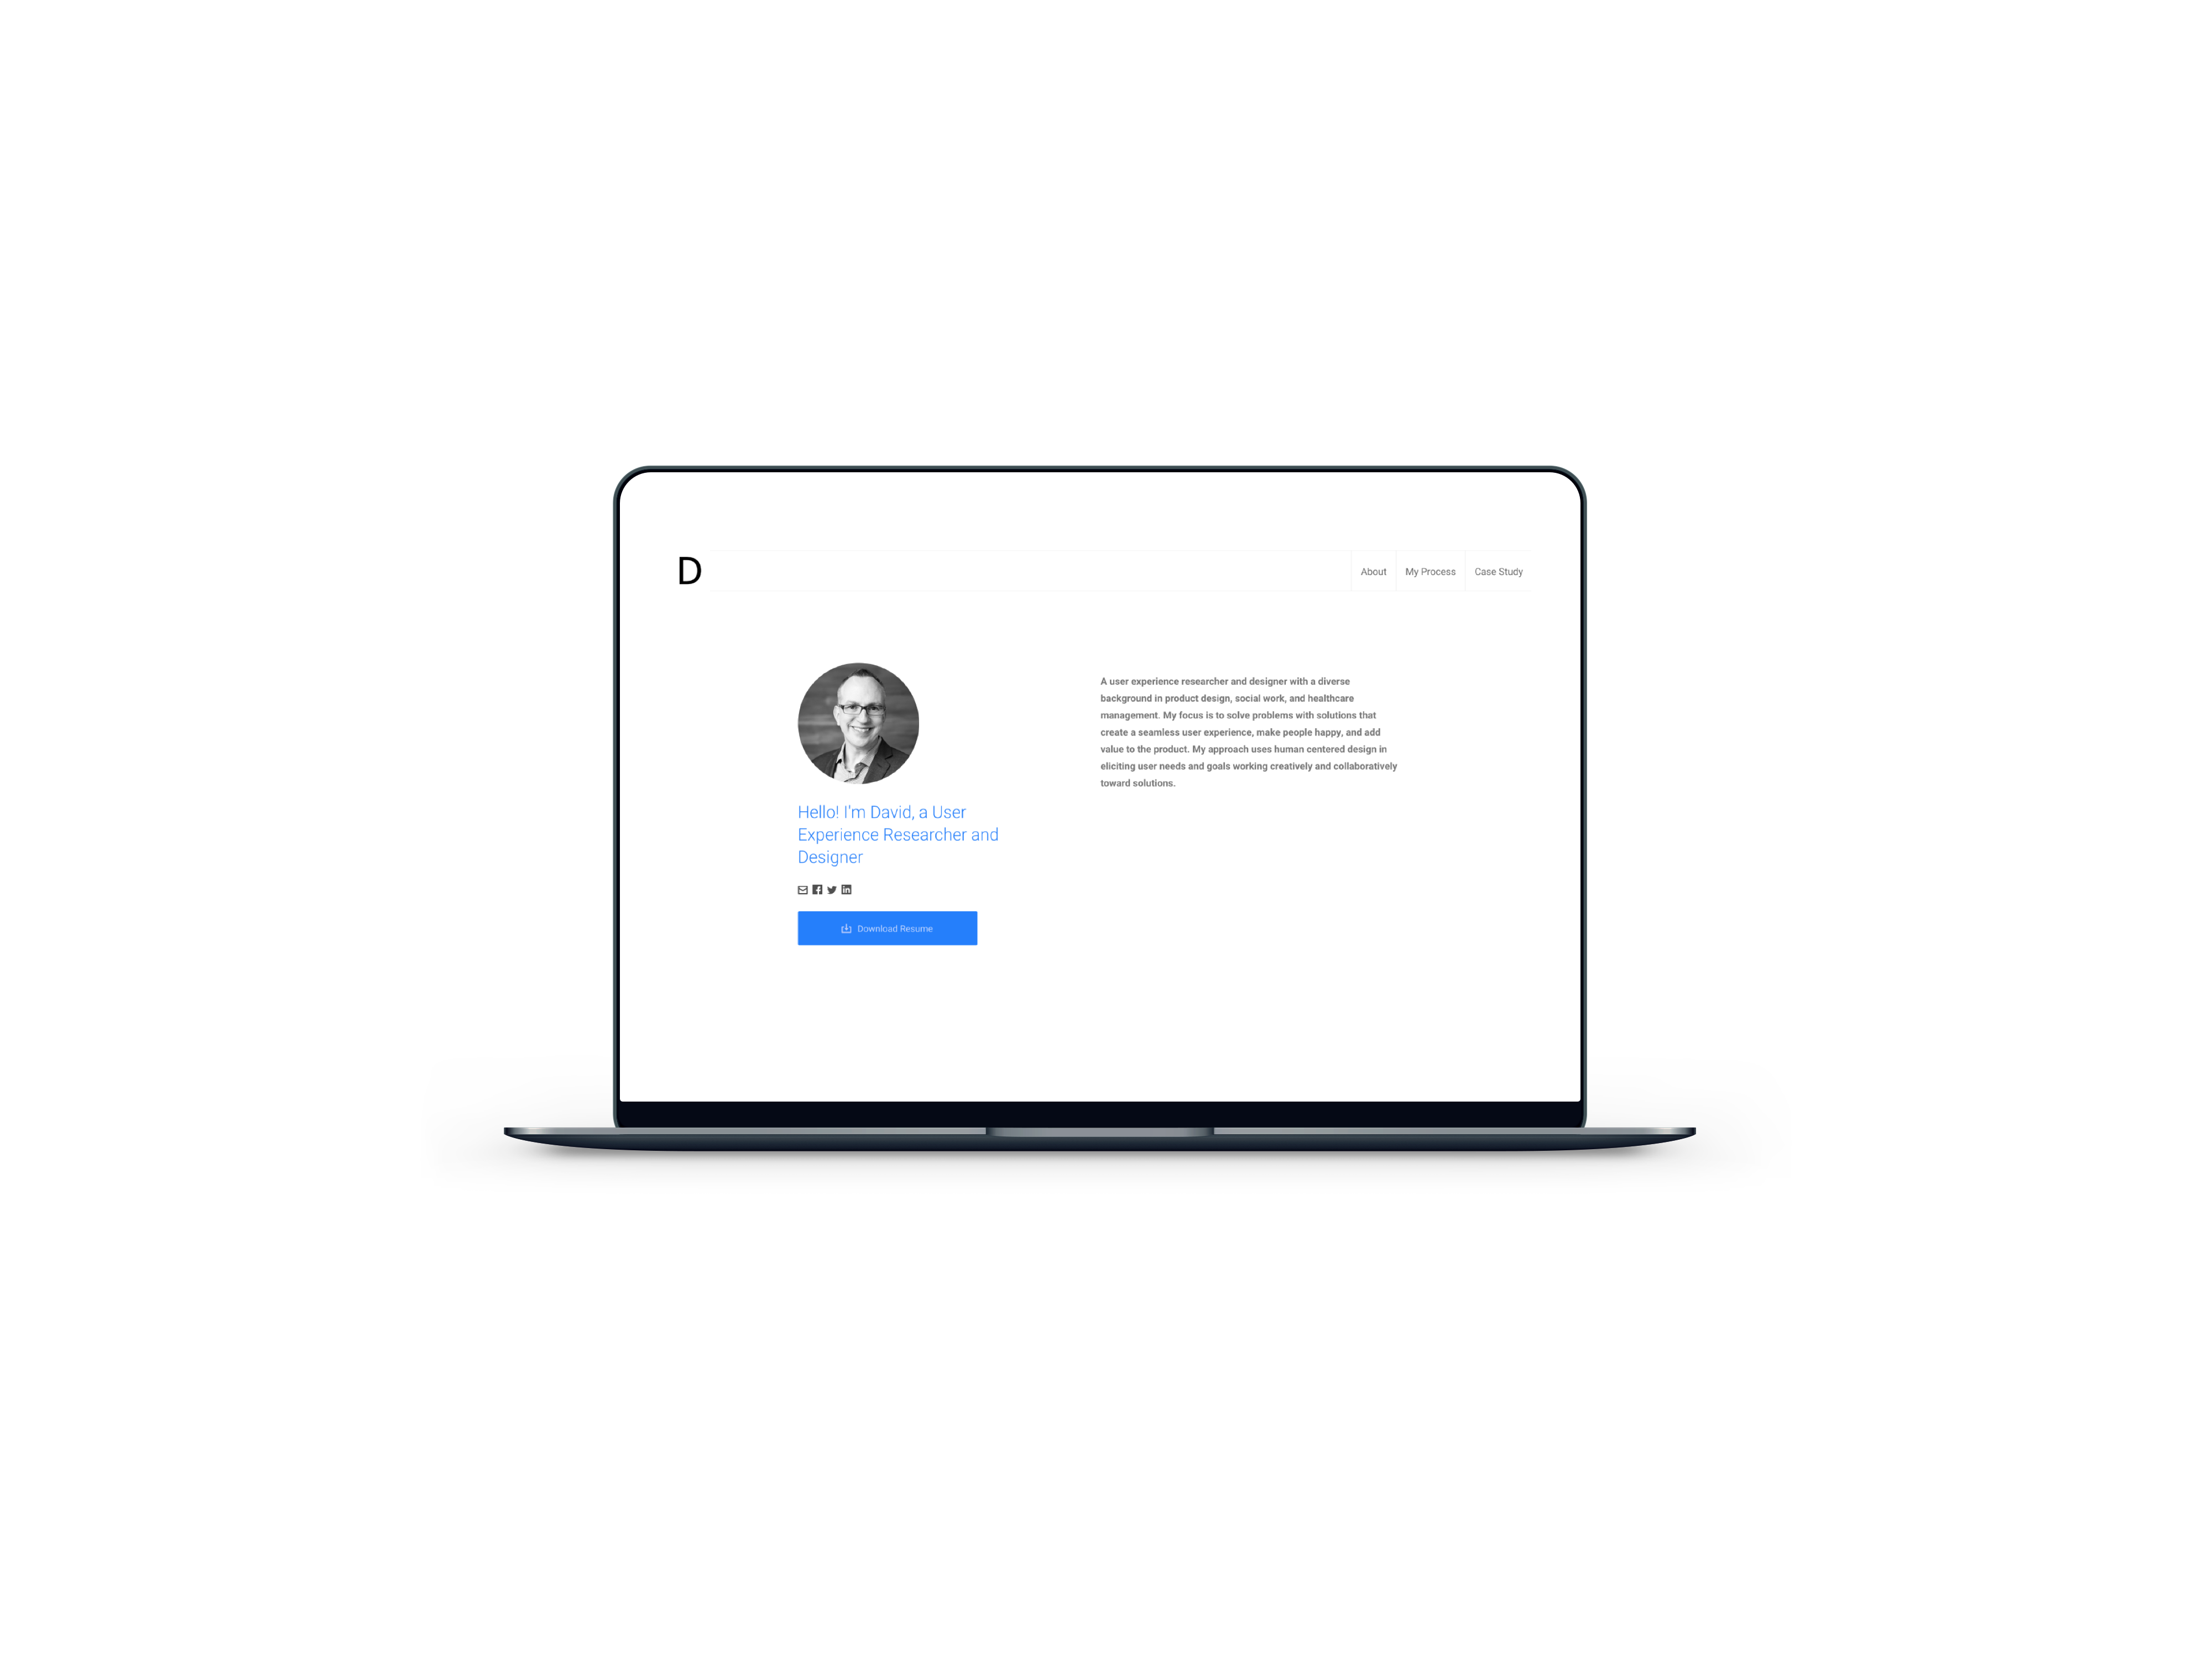 D
About
My Process
Case Study
Hello! I'm David, a User
Experience Researcher and
Designer
Download Resume
A user experience researcher and designer with a diverse
background in product design, social work, and healthcare
management. My focus is to solve problems with solutions that
create a seamless user experience, make people happy, and add
value to the product. My approach uses human centered design in
eliciting user needs and goals working creatively and collaboratively
toward solutions.